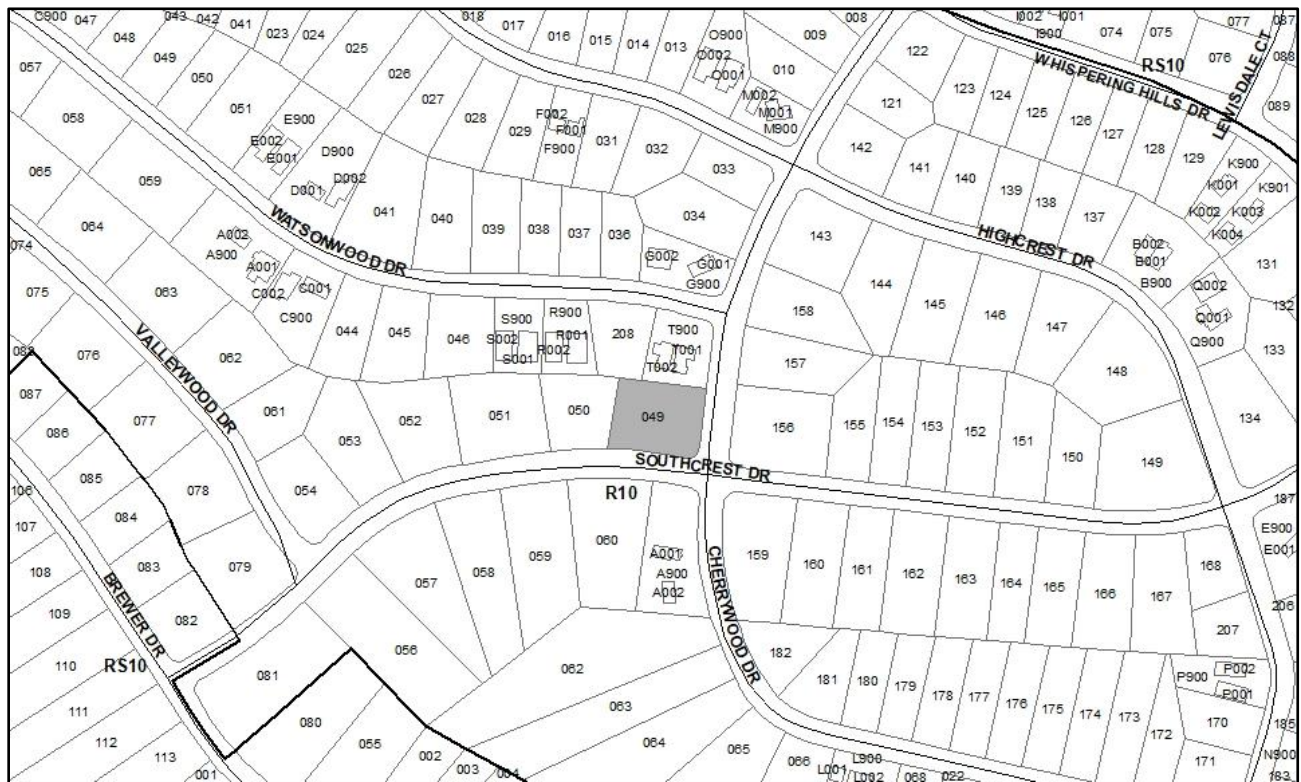 C900 047 043 042 041 018 017 016 015 014 013 O900 008 I002 I001 077 087
048 023 024 025 O002 O001 009 I900 074 075 076 088
057 049 026 010 122 RS10
050 M002 M001 M900 123 WHISPERING HILLS DR LEWISDALE CT
058 051 027 121 124 125 089
E900 028 029 F002 F001 F900 031 032 142 126 127 128 129
E002 E001 D900 033 141 140 K900
065 059 D001 D002 139 138 137 K001 K901
064 041 040 039 038 037 036 034 K002 K003 K004
WATSONWOOD DR
HIGHCREST DR
074 A002 A900 G002 G001 G900 143 B002 B001 B900 131
075 063 A001 C002 C001 C900 144 145 146 147 Q002 Q001 Q900 132
VALLEYWOOD DR
044 045 046 S900 R900 208 T900 158 133
076 062 S002 S001 R002 R001 T002 T001 157 148
087 077 061 052 051 050 049 156 155 154 153 152 151 150 149 134
086 053
085 054 SOUTHCREST DR
106 078 R10
107 084 083 079 057 058 059 060 A001 A900 A002 159 160 161 162 163 164 165 166 167 168 187 E900 E001
BREWER DR
CHERRYWOOD DR
108 109 082 207 206
110 RS10 081 056 062 182 181 180 179 178 177 176 175 174 173 172 P900 P002 P001
111 080 063 170 185
112 113 001 055 002 003 004 064 065 066 L900 L001 L002 068 022 171 N900 183